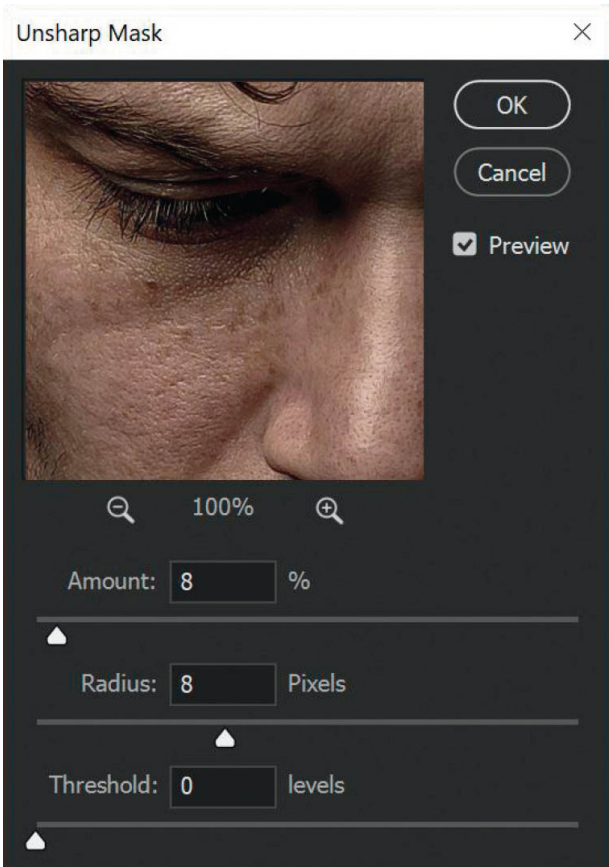 Unsharp Mask
OK
Cancel
Preview
100%
Amount: 8 %
Radius: 8 Pixels
Threshold: 0 levels